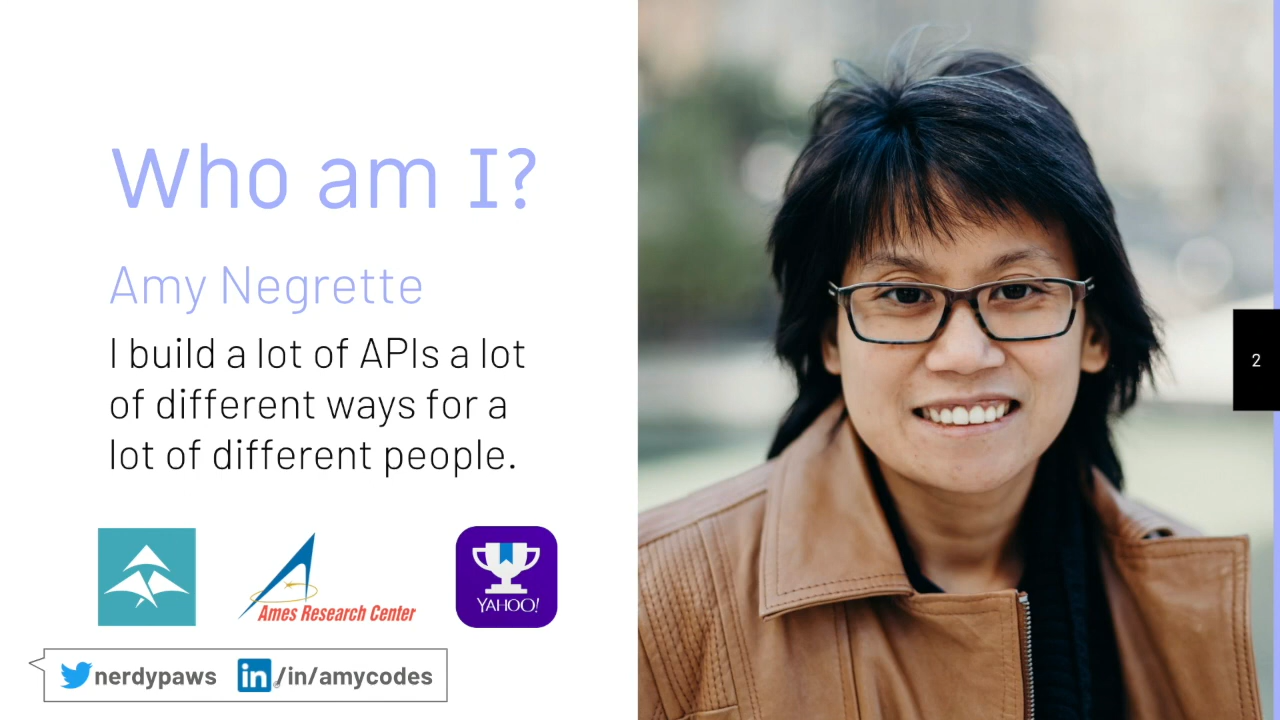 Who am I?
Amy Negrette
I build a lot of APIs a lot
of different ways for a
lot of different people.
Ames Research Center
YAHOO!
nerdypaws in /in/amycodes
2